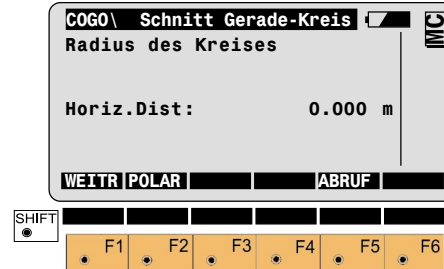 COGO\ Schnitt Gerade-Kreis
MC
Radius des Kreises
Horiz.Dist: 0.000 m
WEITR POLAR ABRUF
SHIFT
F1 F2 F3 F4 F5 F6